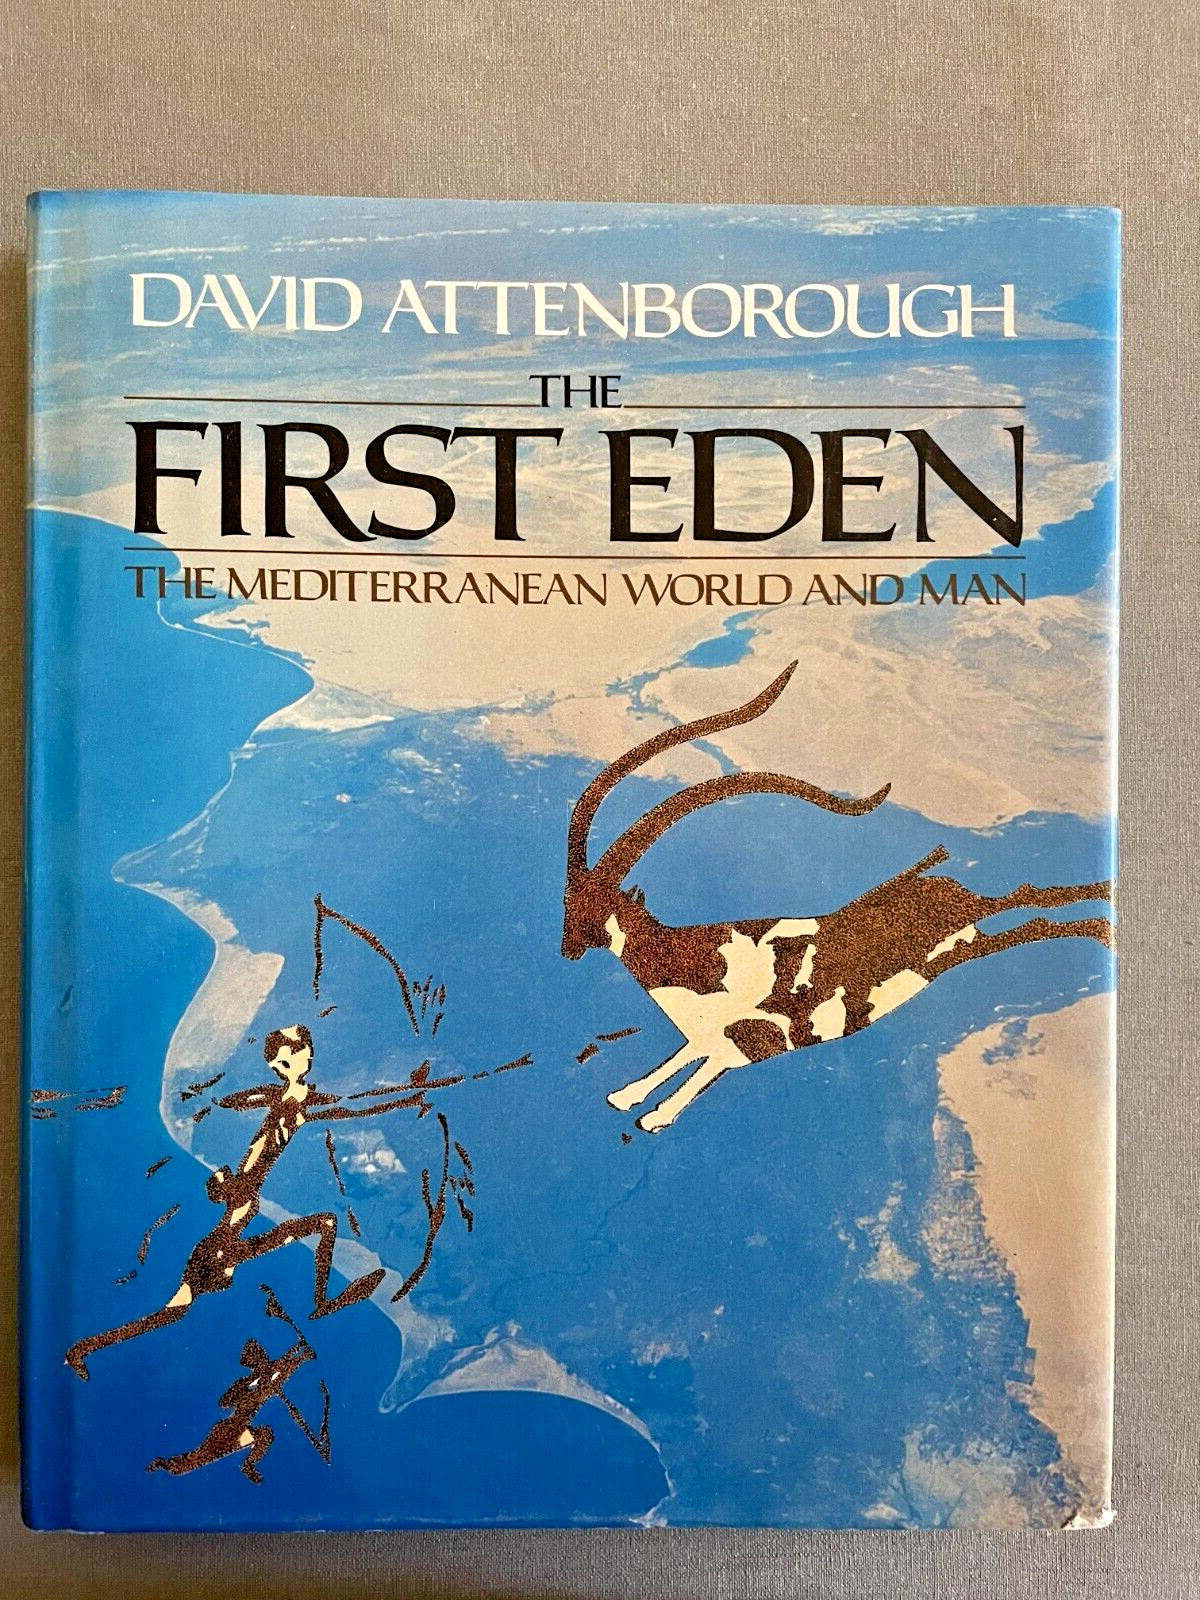 DAVID ATTENBOROUGH
THE
FIRST EDEN
THE MEDITERRANEAN WORLD AND MAN